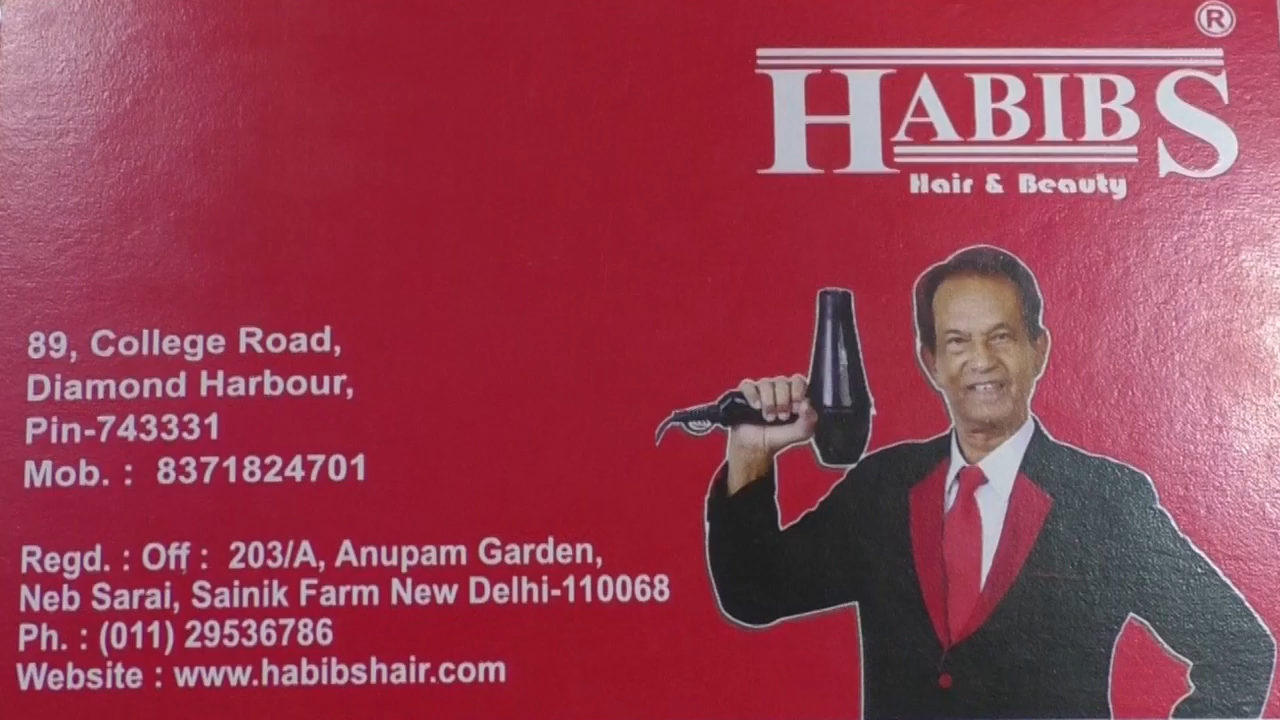 ®
HABIBS
Hair & Beauty
89, College Road,
Diamond Harbour,
Pin-743331
Mob. : 8371824701
Regd. : Off : 203/A, Anupam Garden,
Neb Sarai, Sainik Farm New Delhi-110068
Ph. : (011) 29536786
Website : www.habibshair.com